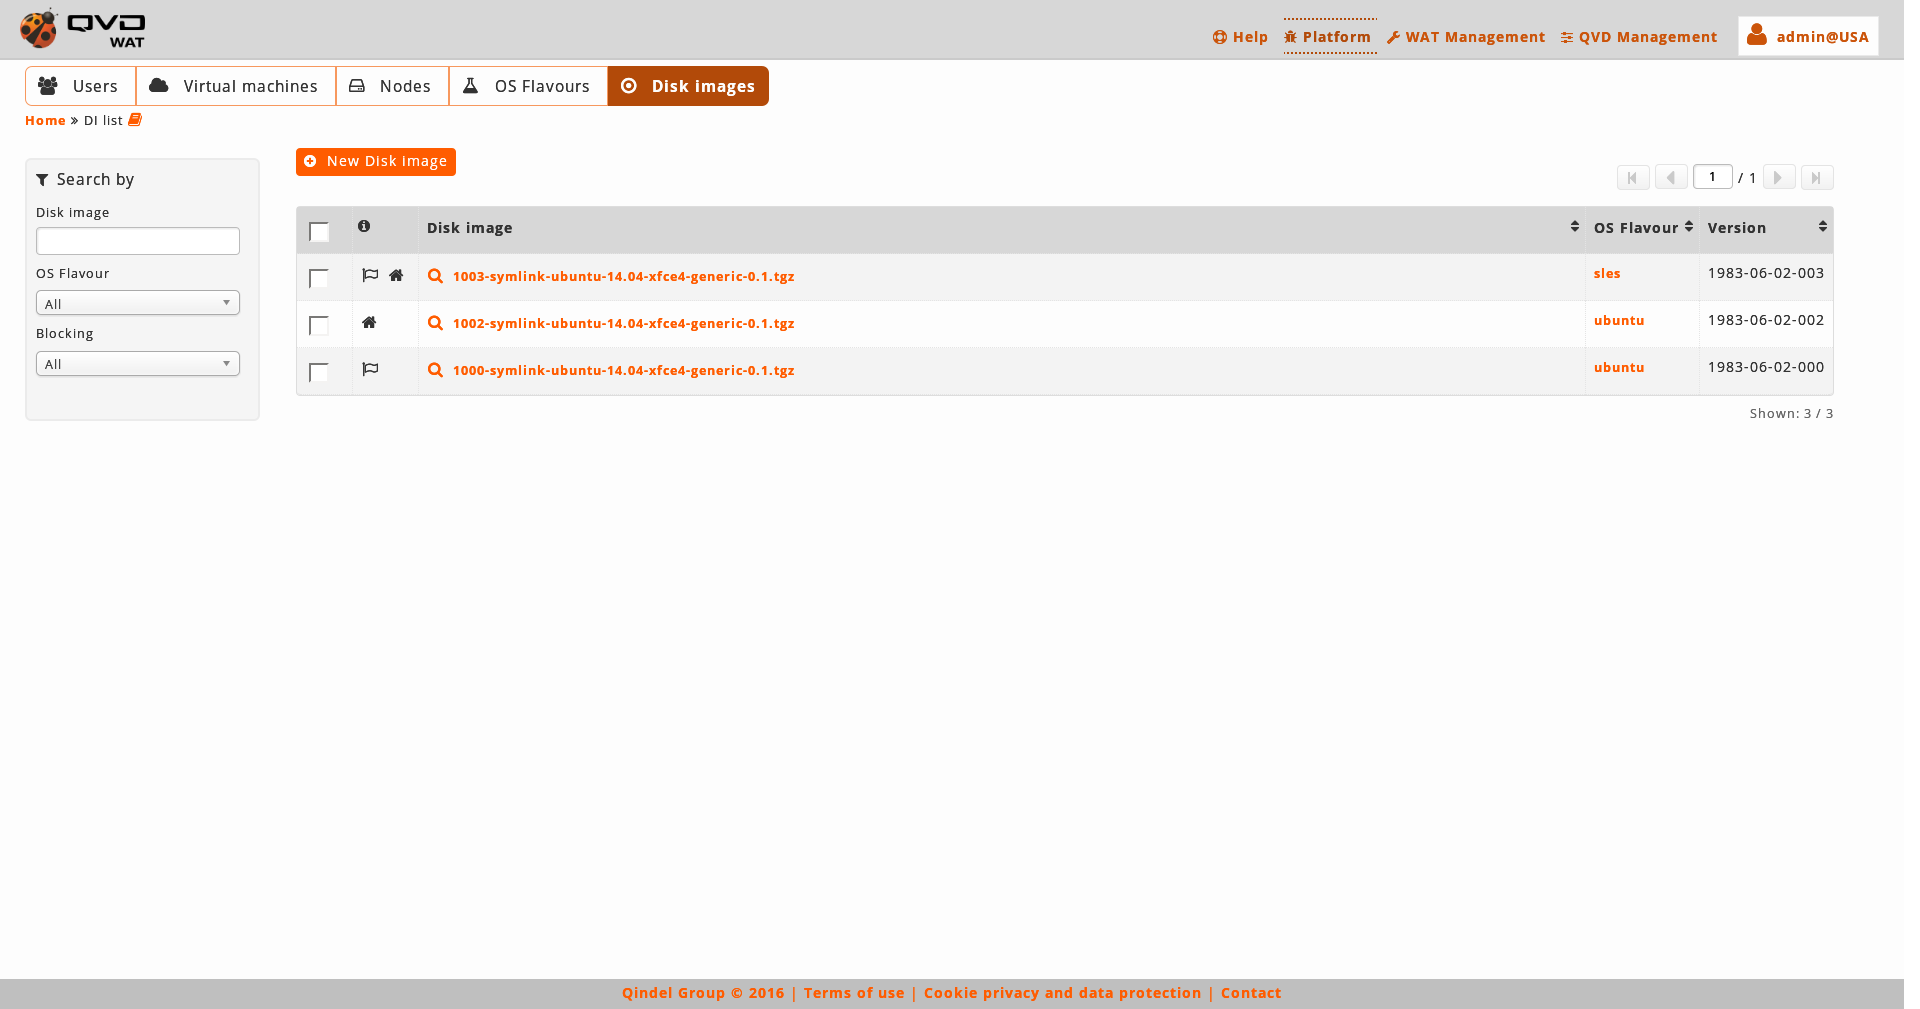 QVD
WAT
Help Platform WAT Management QVD Management admin@USA
Users Virtual machines Nodes OS Flavours Disk images
Home » DI list
Search by
Disk image
OS Flavour
All
Blocking
All
New Disk image
1 / 1
Disk image OS Flavour Version
1003-symlink-ubuntu-14.04-xfce4-generic-0.1.tgz sles 1983-06-02-003
1002-symlink-ubuntu-14.04-xfce4-generic-0.1.tgz ubuntu 1983-06-02-002
1000-symlink-ubuntu-14.04-xfce4-generic-0.1.tgz ubuntu 1983-06-02-000
Shown: 3 / 3
Qindel Group © 2016 | Terms of use | Cookie privacy and data protection | Contact